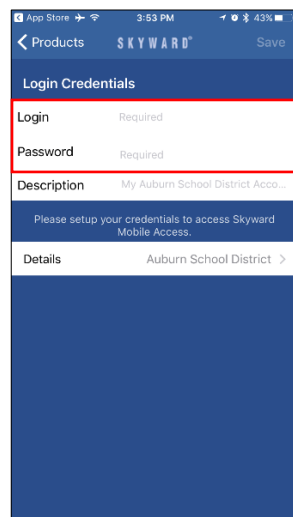 App Store 3:53 PM 43%
Products SKYWARD® Save
Login Credentials
Login Required
Password Required
Description My Auburn School District Acco...
Please setup your credentials to access Skyward
Mobile Access.
Details Auburn School District